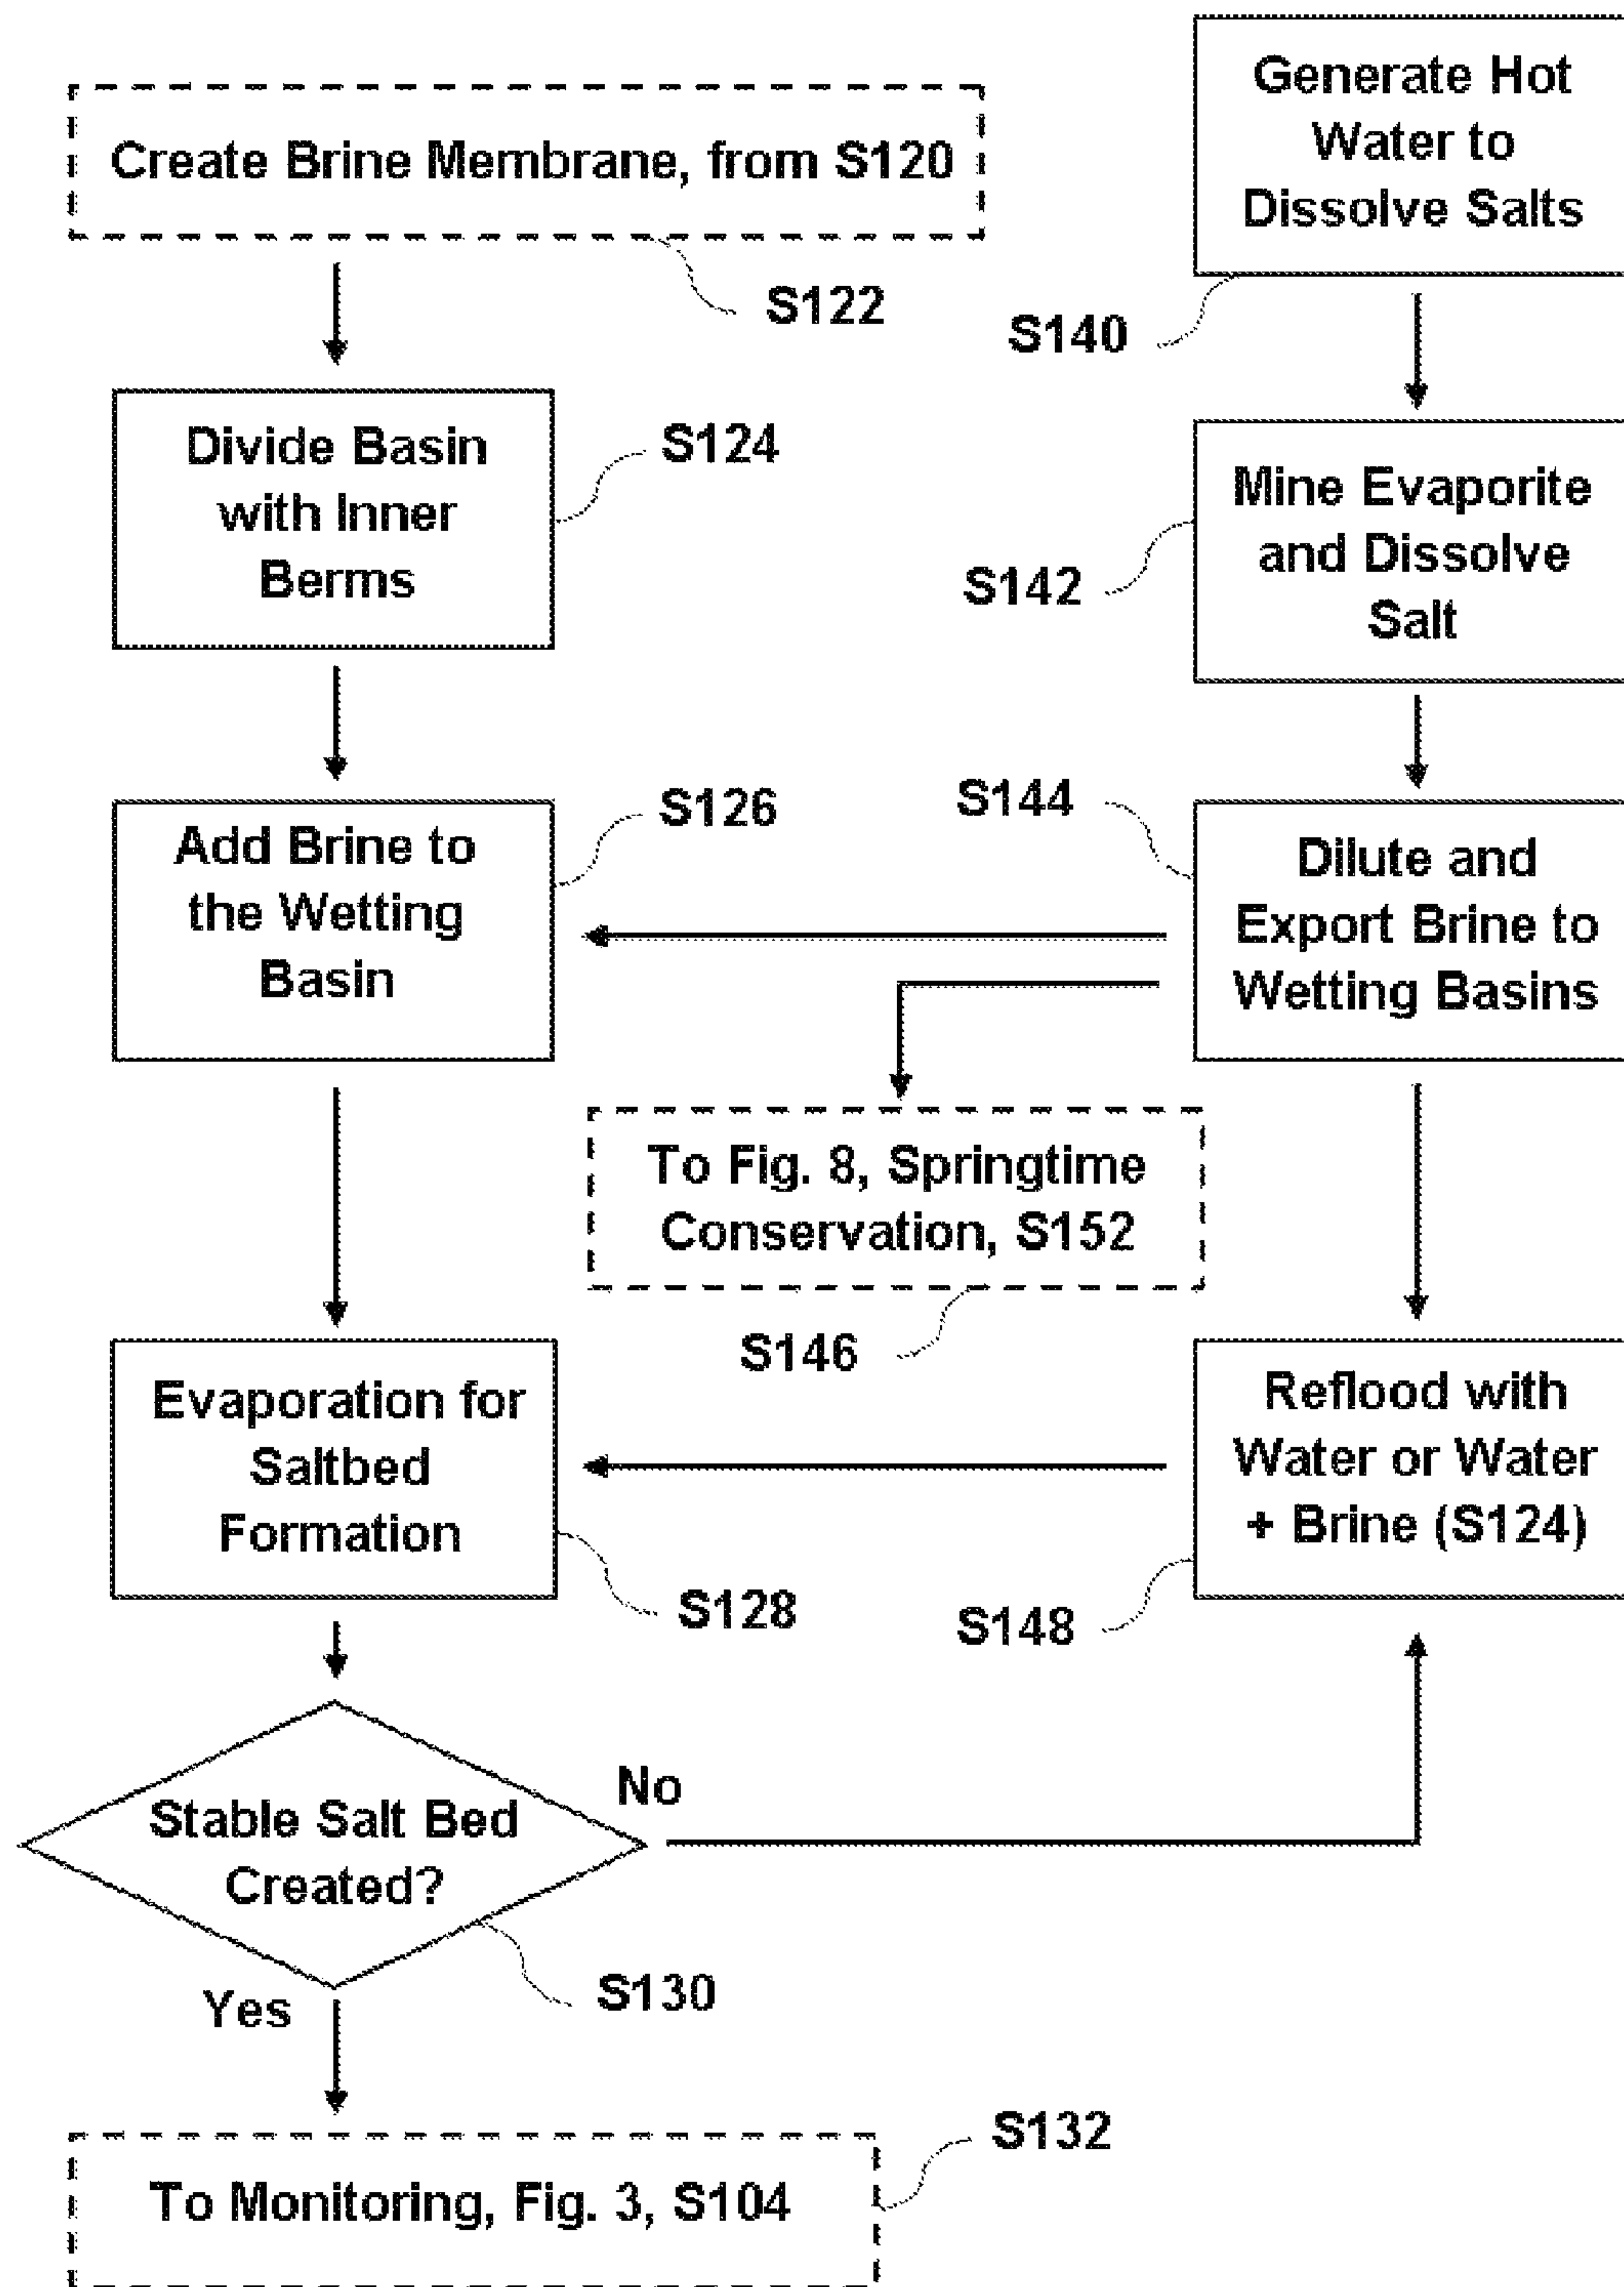 Create Brine Membrane, from S120
S122
Divide Basin
with Inner
Berms
S124
Add Brine to
the Wetting
Basin
S126
Evaporation for
Saltbed
Formation
S128
Stable Salt Bed
Created?
S130
No
Yes
To Monitoring, Fig. 3, S104
S132
Generate Hot
Water to
Dissolve Salts
S140
Mine Evaporite
and Dissolve
Salt
S142
Dilute and
Export Brine to
Wetting Basins
S144
To Fig. 8, Springtime
Conservation, S152
S146
Reflood with
Water or Water
+ Brine (S124)
S148